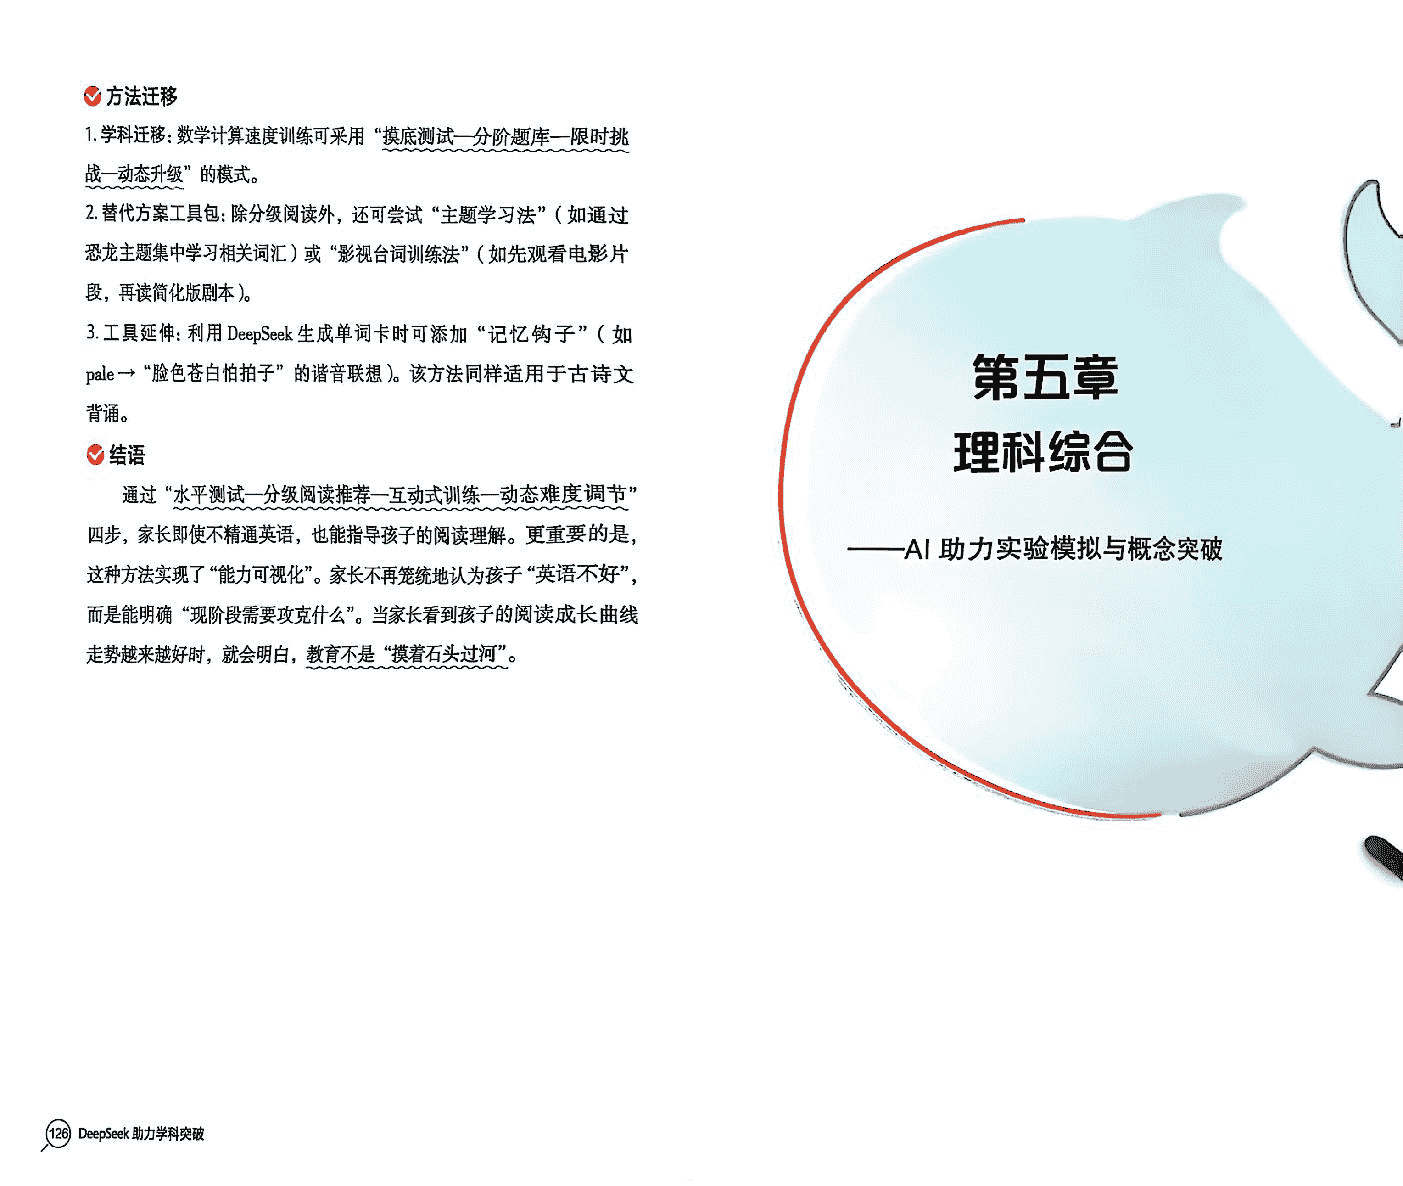 方法迁移
1. 学科迁移：数学计算速度训练可采用“摸底测试—分阶题库—限时挑
战—动态升级”的模式。
2. 替代方案工具包：除分级阅读外，还可尝试“主题学习法”（如通过
恐龙主题集中学习相关词汇）或“影视台词训练法”（如先观看电影片
段，再读简化版剧本）。
3. 工具延伸：利用 DeepSeek 生成单词卡时可添加“记忆钩子”（如
pale→“脸色苍白怕拍子”的谐音联想）。该方法同样适用于古诗文
背诵。
结语
通过“水平测试—分级阅读推荐—互动式训练—动态难度调节”
四步，家长即使不精通英语，也能指导孩子的阅读理解。更重要的是，
这种方法实现了“能力可视化”。家长不再笼统地认为孩子“英语不好”，
而是能明确“现阶段需要攻克什么”。当家长看到孩子的阅读成长曲线
走势越来越好时，就会明白，教育不是“摸着石头过河”。
126 DeepSeek 助力学科突破
第五章
理科综合
——AI 助力实验模拟与概念突破